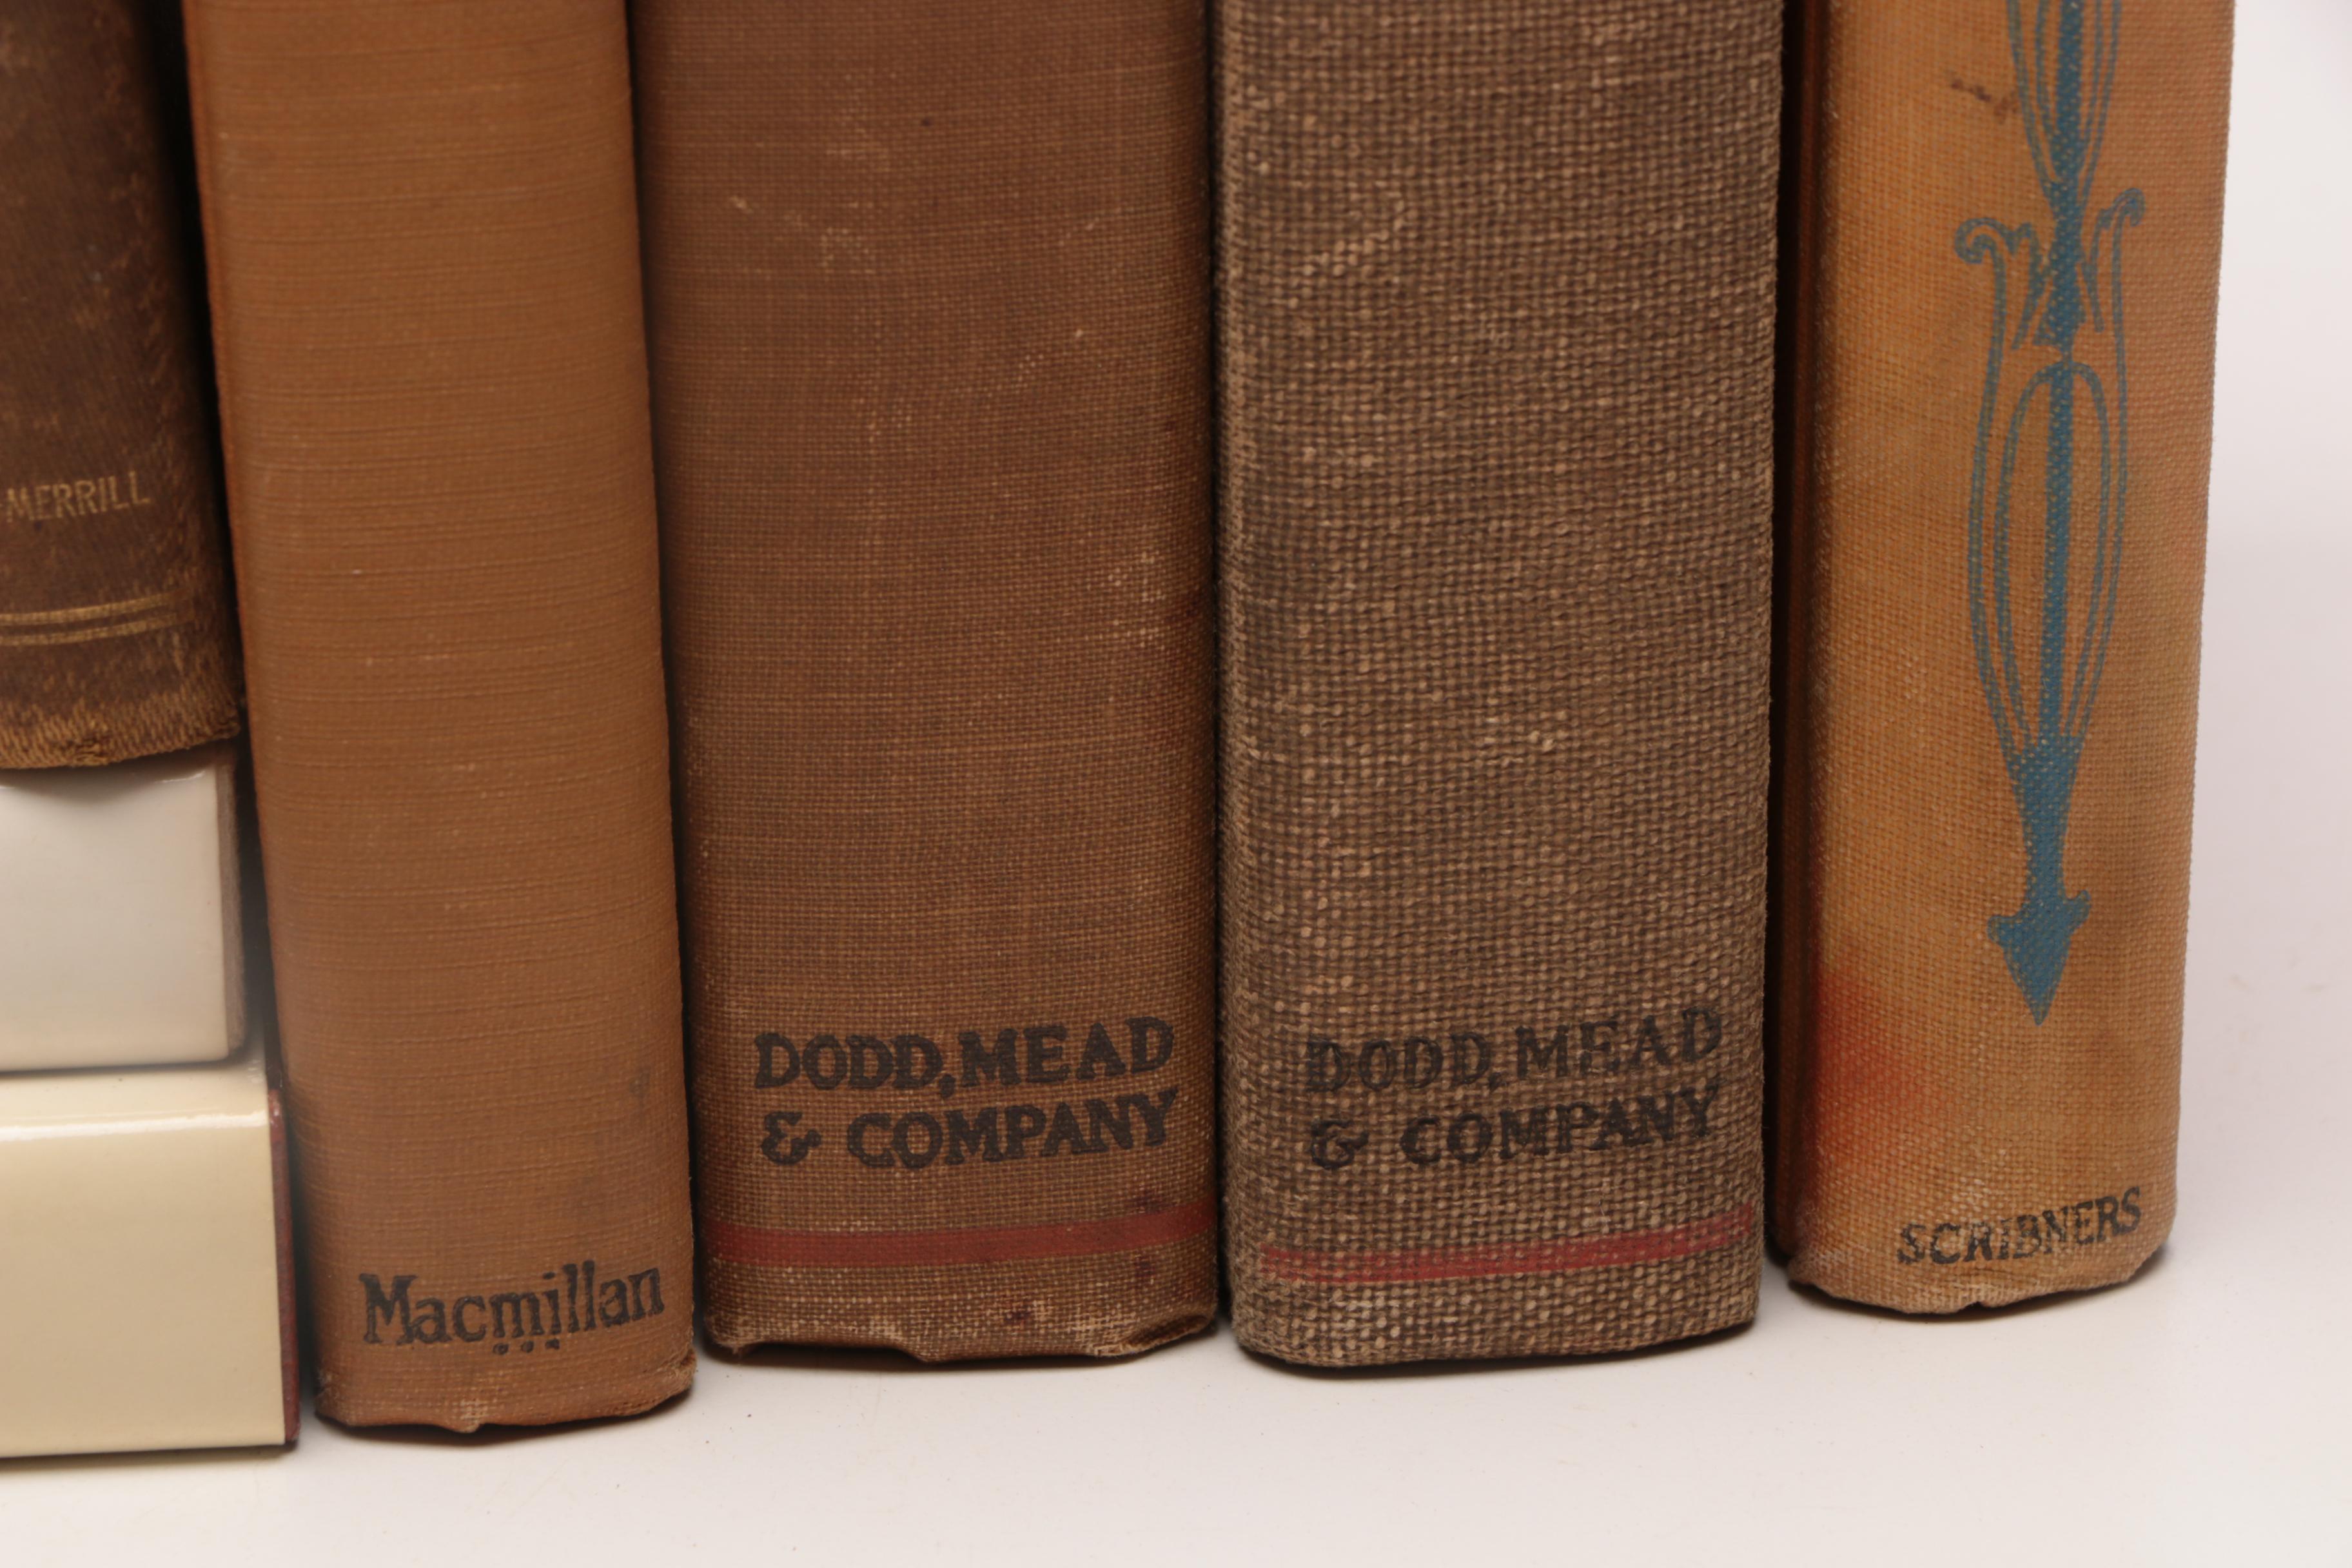 -MERRILL
Macmillan
DODD, MEAD
& COMPANY
DODD, MEAD
& COMPANY
SCRIBNERS